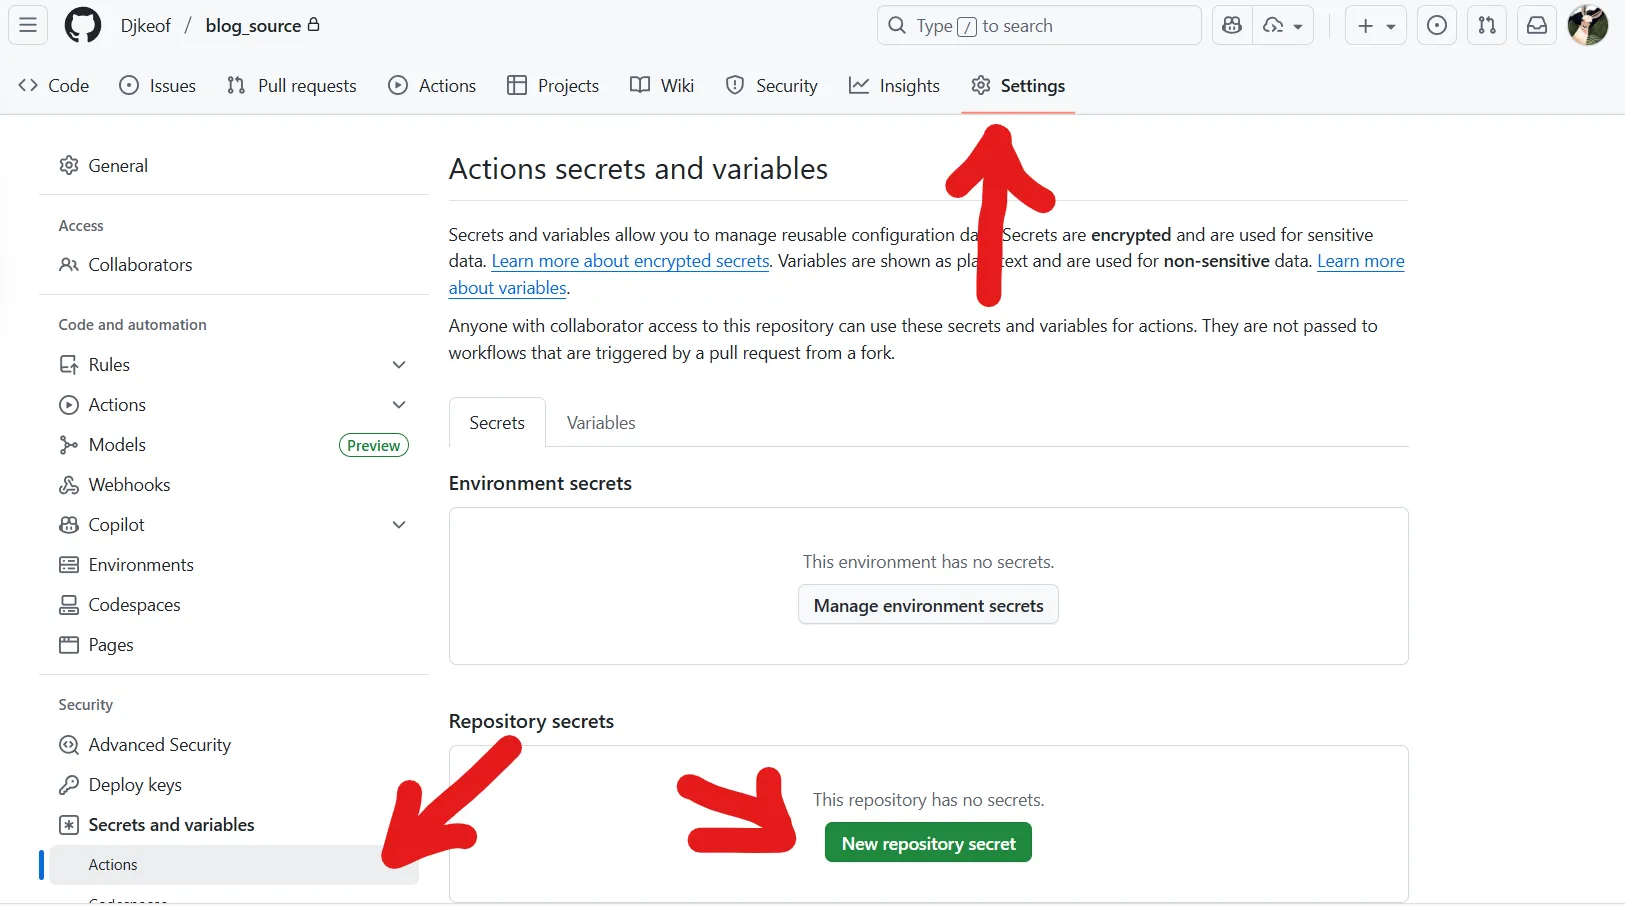 Djkeof / blog_source
Type / to search
Code Issues Pull requests Actions Projects Wiki Security Insights Settings
General
Access
Collaborators
Code and automation
Rules
Actions
Models Preview
Webhooks
Copilot
Environments
Codespaces
Pages
Security
Advanced Security
Deploy keys
Secrets and variables
Actions
Actions secrets and variables
Secrets and variables allow you to manage reusable configuration Secrets are encrypted and are used for sensitive
data. Learn more about encrypted secrets. Variables are shown as text and are used for non-sensitive data. Learn more
about variables.
Anyone with collaborator access to this repository can use these secrets and variables for actions. They are not passed to
workflows that are triggered by a pull request from a fork.
Secrets Variables
Environment secrets
This environment has no secrets.
Manage environment secrets
Repository secrets
This repository has no secrets.
New repository secret